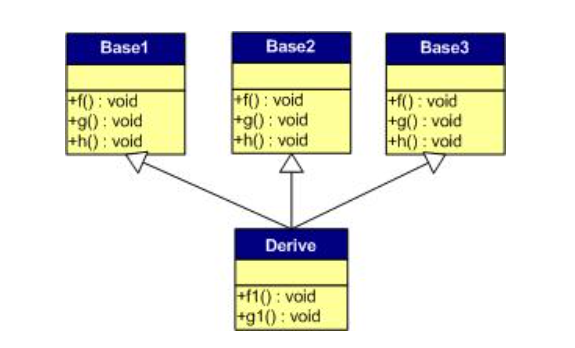 Base1
+f() : void
+g() : void
+h() : void
Base2
+f() : void
+g() : void
+h() : void
Base3
+f() : void
+g() : void
+h() : void
Derive
+f1() : void
+g1() : void